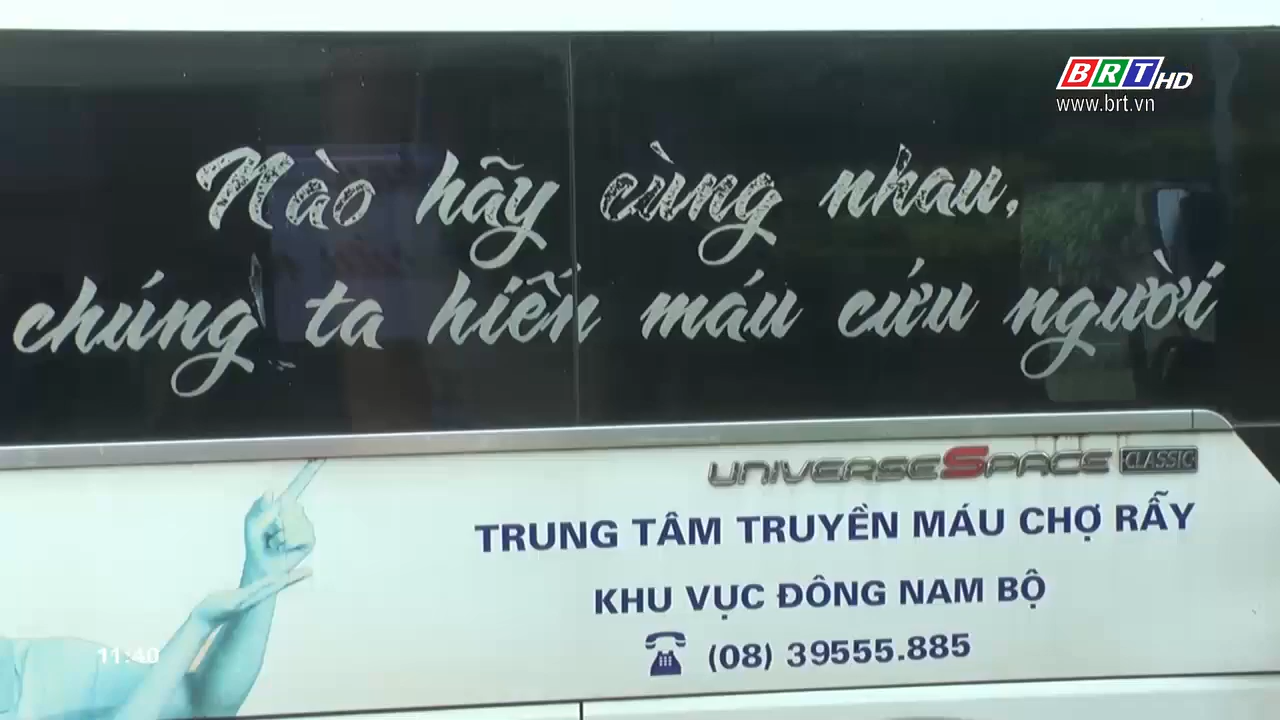 BRT HD
www.brt.vn
Nào hãy cùng nhau,
chúng ta hiến máu cứu người
UNIVERSE SPACE CLASSIC
TRUNG TÂM TRUYỀN MÁU CHỢ RẪY
KHU VỰC ĐÔNG NAM BỘ
(08) 39555.885
11:40